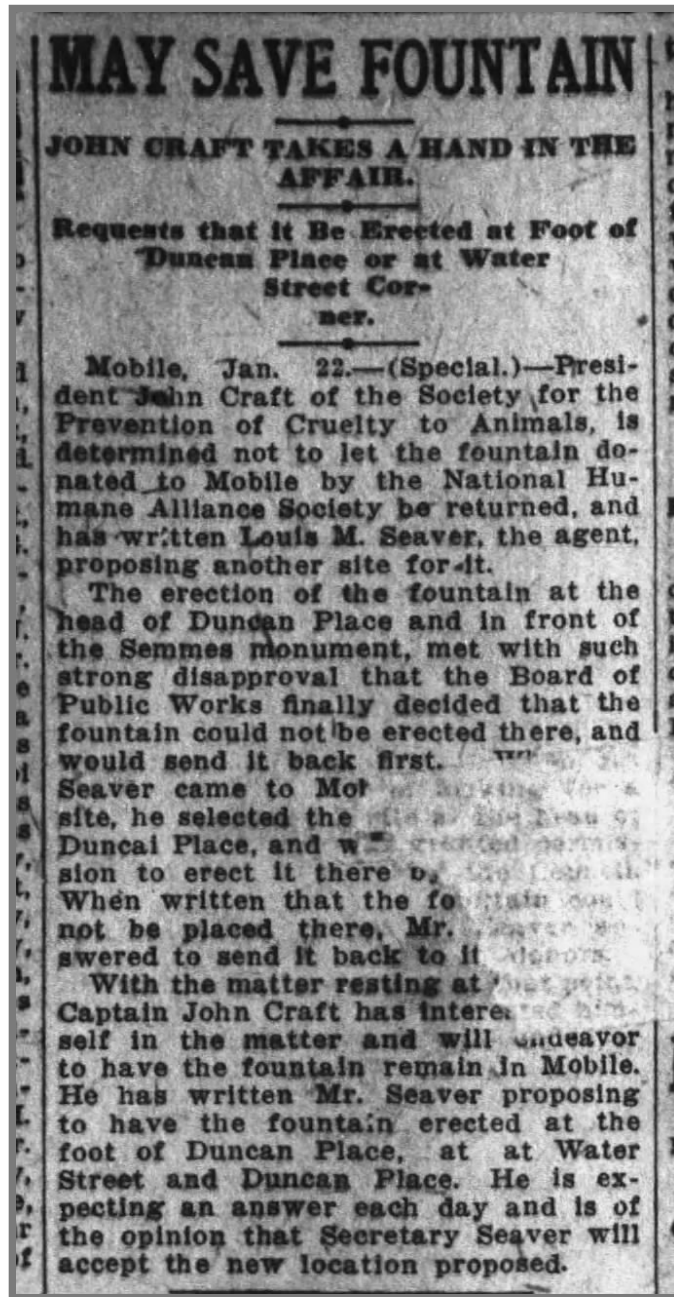 MAY SAVE FOUNTAIN
JOHN CRAFT TAKES A HAND IN THE
AFFAIR.
Requests that it Be Erected at Foot of
Duncan Place or at Water
Street Cor-
ner.
Mobile, Jan. 22.—(Special.)—Presi-
dent John Craft of the Society for the
Prevention of Cruelty to Animals, is
determined not to let the fountain do-
nated to Mobile by the National Hu-
mane Alliance Society be returned, and
has written Louis M. Seaver, the agent,
proposing another site for it.
The erection of the fountain at the
head of Duncan Place and in front of
the Semmes monument, met with such
strong disapproval that the Board of
Public Works finally decided that the
fountain could not be erected there, and
would send it back first.
Seaver came to for a
site, he selected the
Duncai Place, and granted permis-
sion to erect it there
When written that the fountain
not be placed there, Mr.
swered to send it back to donors.
With the matter resting at
Captain John Craft has interested him-
self in the matter and will endeavor
to have the fountain remain in Mobile.
He has written Mr. Seaver proposing
to have the fountain erected at the
foot of Duncan Place, at at Water
Street and Duncan Place. He is ex-
pecting an answer each day and is of
the opinion that Secretary Seaver will
accept the new location proposed.